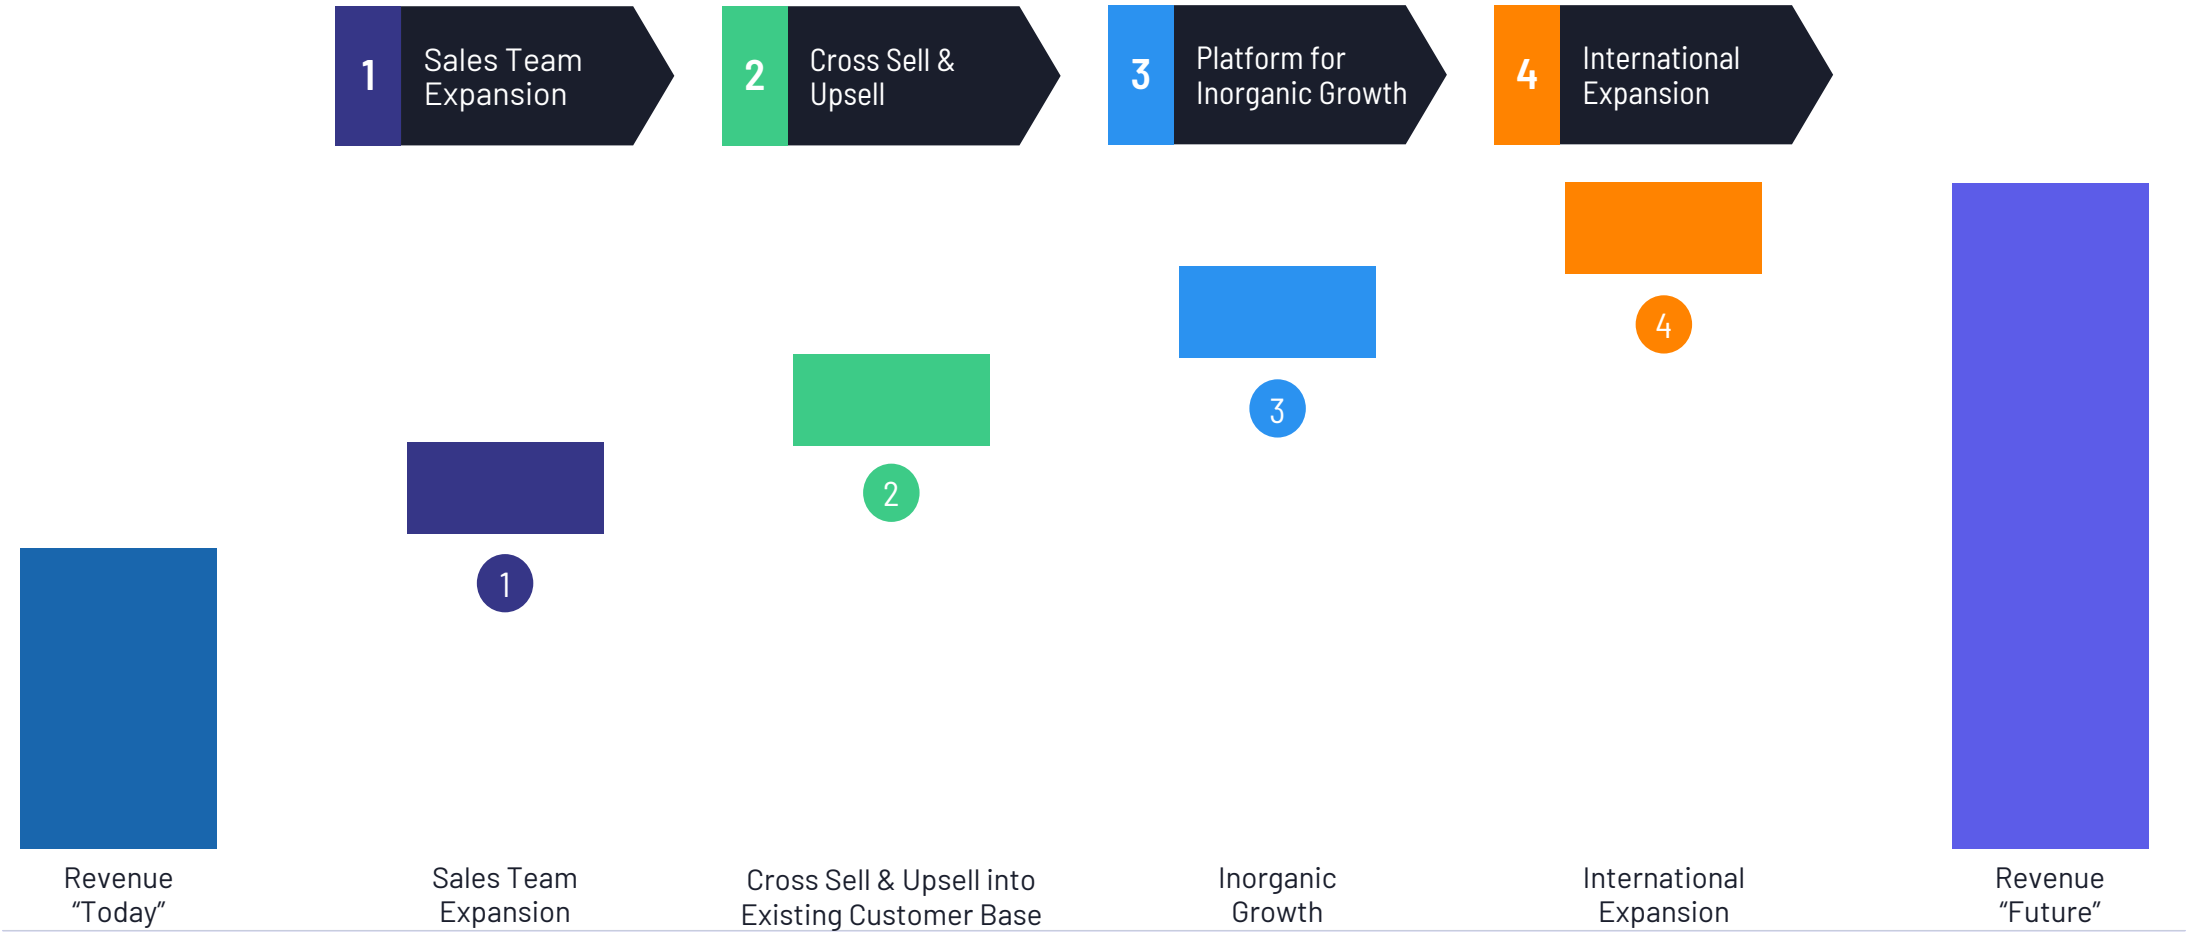 1
Sales Team
Expansion
2
Cross Sell &
Upsell
3
Platform for
Inorganic Growth
4
International
Expansion
4
3
2
1
Revenue
“Today”
Sales Team
Expansion
Cross Sell & Upsell into
Existing Customer Base
Inorganic
Growth
International
Expansion
Revenue
“Future”